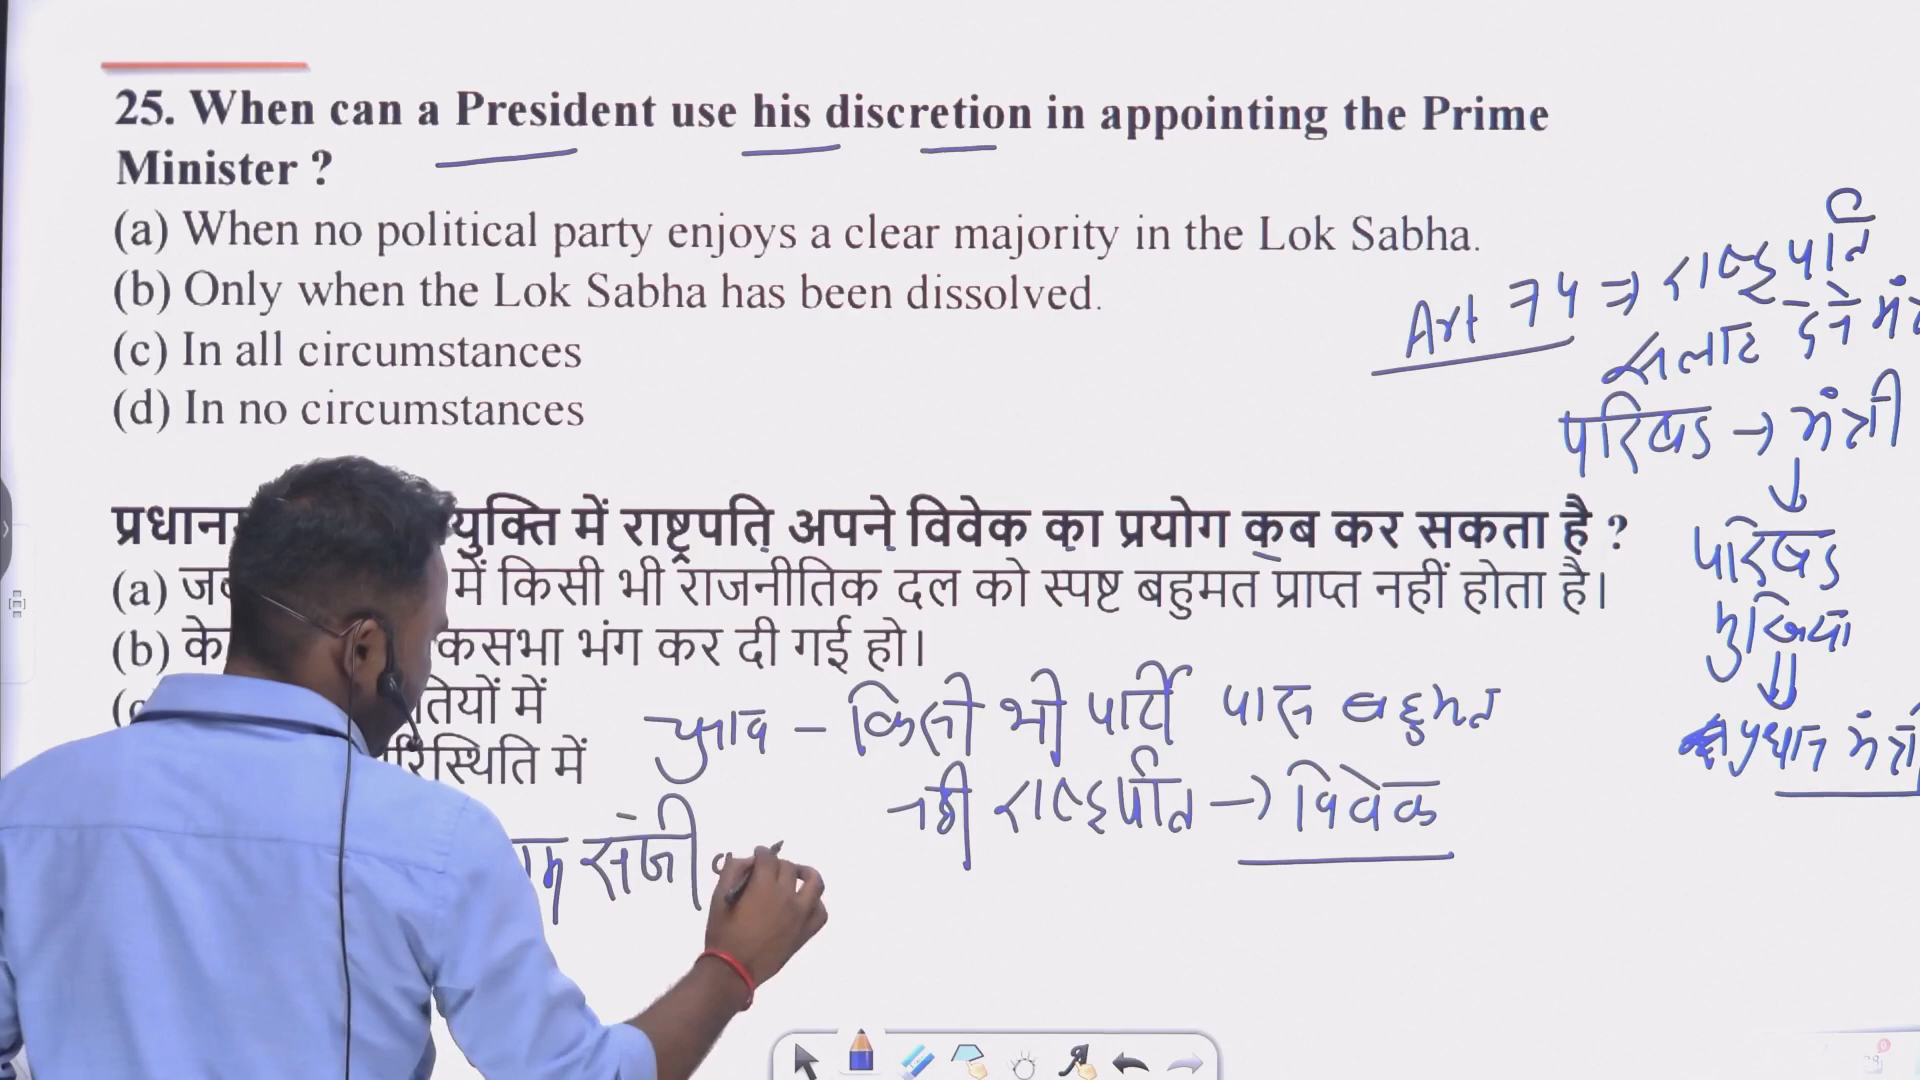 25. When can a President use his discretion in appointing the Prime
Minister ?
(a) When no political party enjoys a clear majority in the Lok Sabha.
(b) Only when the Lok Sabha has been dissolved.
(c) In all circumstances
(d) In no circumstances
Art 74 ⇒ राष्ट्रपति
सलाह देने
परिषद → मंत्री
↓
परिषद
मुखिया
⇓
प्रधान मंत्री
युक्ति में राष्ट्रपति अपने विवेक का प्रयोग कब कर सकता है ?
(a) में किसी भी राजनीतिक दल को स्पष्ट बहुमत प्राप्त नहीं होता है।
(b) के कसभा भंग कर दी गई हो।
तियों में
रिस्थिति में
चुनाव – किसी भी पार्टी पास बहुमत
नही राष्ट्रपति → विवेक